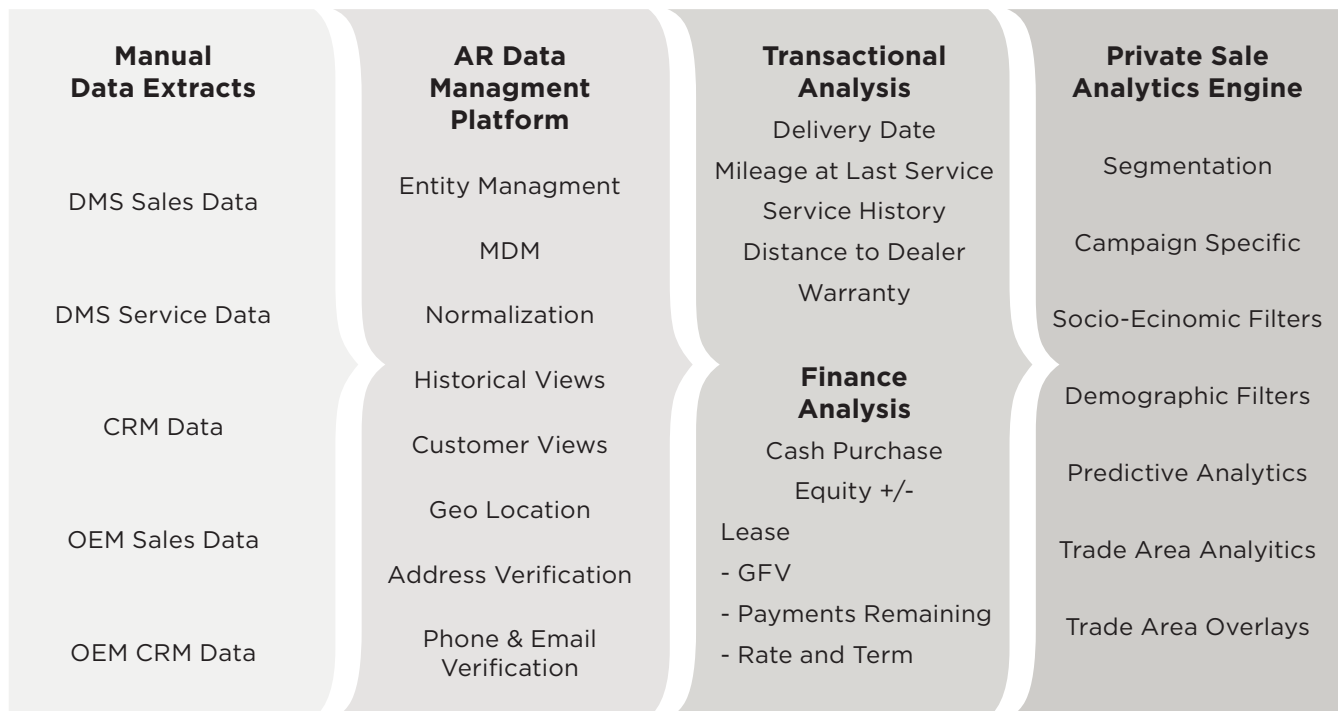 Manual
Data Extracts
DMS Sales Data
DMS Service Data
CRM Data
OEM Sales Data
OEM CRM Data
AR Data
Managment
Platform
Entity Managment
MDM
Normalization
Historical Views
Customer Views
Geo Location
Address Verification
Phone & Email
Verification
Transactional
Analysis
Delivery Date
Mileage at Last Service
Service History
Distance to Dealer
Warranty
Finance
Analysis
Cash Purchase
Equity +/-
Lease
- GFV
- Payments Remaining
- Rate and Term
Private Sale
Analytics Engine
Segmentation
Campaign Specific
Socio-Ecinomic Filters
Demographic Filters
Predictive Analytics
Trade Area Analyitics
Trade Area Overlays